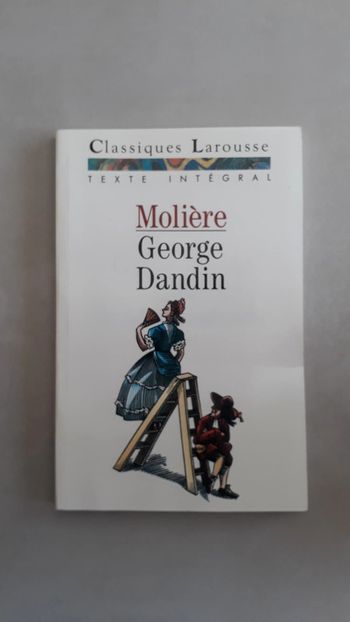 Classiques Larousse
TEXTE INTÉGRAL
Molière
George
Dandin